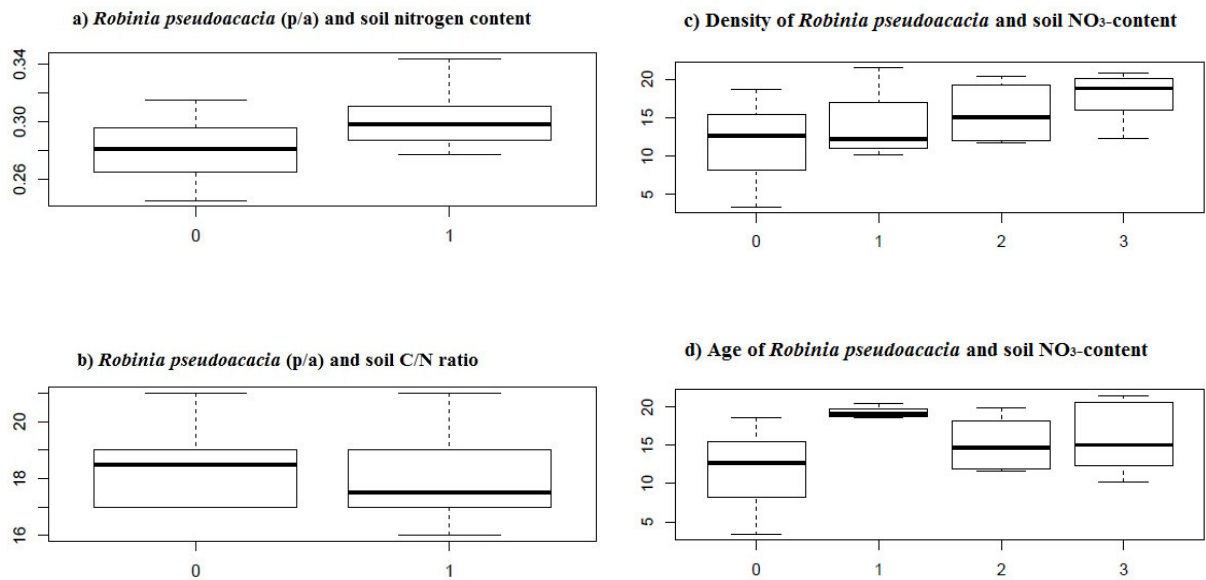 a) Robinia pseudoacacia (p/a) and soil nitrogen content
0.34
0.30
0.26
0 1
b) Robinia pseudoacacia (p/a) and soil C/N ratio
20
18
16
0 1
c) Density of Robinia pseudoacacia and soil NO₃-content
20
15
10
5
0 1 2 3
d) Age of Robinia pseudoacacia and soil NO₃-content
20
15
10
5
0 1 2 3